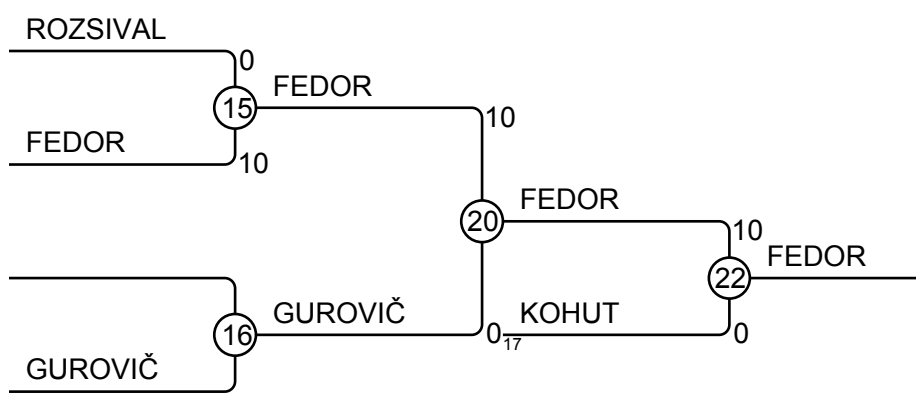 ROZSIVAL
0
15
FEDOR
FEDOR
10
10
20
FEDOR
10
22
FEDOR
16
GUROVIČ
0
17
KOHUT
0
GUROVIČ